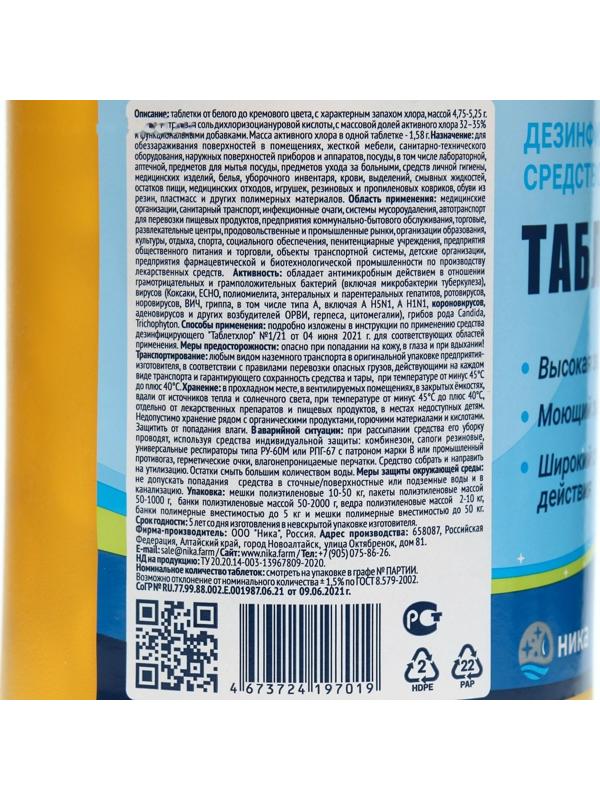 Описание: таблетки от белого до кремового цвета, с характерным запахом хлора, массой 4,75-5,25 г.
соль дихлоризоциануровой кислоты, с массовой долей активного хлора 32–35%
и функциональными добавками. Масса активного хлора в одной таблетке - 1,58 г. Назначение: для
обеззараживания поверхностей в помещениях, жесткой мебели, санитарно-технического
оборудования, наружных поверхностей приборов и аппаратов, посуды, в том числе лабораторной,
аптечной, предметов для мытья посуды, предметов ухода за больными, средств личной гигиены,
медицинских изделий, белья, уборочного инвентаря, крови, выделений, смывных жидкостей,
остатков пищи, медицинских отходов, игрушек, резиновых и пропиленовых ковриков, обуви из
резин, пластмасс и других полимерных материалов. Область применения: медицинские
организации, санитарный транспорт, инфекционные очаги, системы мусороудаления, автотранспорт
для перевозки пищевых продуктов, предприятия коммунально-бытового обслуживания, торговые,
развлекательные центры, продовольственные и промышленные рынки, организации образования,
культуры, отдыха, спорта, социального обеспечения, пенитенциарные учреждения, предприятия
общественного питания и торговли, объекты транспортной системы, детские организации,
предприятия фармацевтической и биотехнологической промышленности по производству
лекарственных средств. Активность: обладает антимикробным действием в отношении
грамотрицательных и грамположительных бактерий (включая микобактерии туберкулеза),
вирусов (Коксаки, ECHO, полиомиелита, энтеральных и парентеральных гепатитов, ротовирусов,
норовирусов, ВИЧ, гриппа, в том числе типа А, включая А H5N1, А H1N1, короновирусов,
аденовирусов и других возбудителей ОРВИ, герпеса, цитомегалии), грибов рода Candida,
Trichophyton. Способы применения: подробно изложены в инструкции по применению средства
дезинфицирующего "Таблетхлор" №1/21 от 04 июня 2021 г. для соответствующих областей
применения. Меры предосторожности: опасно при попадании на кожу, в глаза и при вдыхании!
Транспортирование: любым видом наземного транспорта в оригинальной упаковке предприятия-
изготовителя, в соответствии с правилами перевозки опасных грузов, действующими на каждом
виде транспорта и гарантирующего сохранность средства и тары, при температуре от минус 45°С
до плюс 40°С. Хранение: в прохладном месте, в вентилируемых помещениях, в закрытых ёмкостях,
вдали от источников тепла и солнечного света, при температуре от минус 45°С до плюс 40°С,
отдельно от лекарственных препаратов и пищевых продуктов, в местах недоступных детям.
Недопустимо хранение рядом с органическими продуктами, горючими материалами и кислотами.
Защитить от попадания влаги. В аварийной ситуации: при рассыпании средства его уборку
проводят, используя средства индивидуальной защиты: комбинезон, сапоги резиновые,
универсальные респираторы типа РУ-60М или РПГ-67 с патроном марки В или промышленный
противогаз, герметические очки, влагонепроницаемые перчатки. Средство собрать и направить
на утилизацию. Остатки смыть большим количеством воды. Меры защиты окружающей среды:
не допускать попадания средства в сточные/поверхностные или подземные воды и в
канализацию. Упаковка: мешки полиэтиленовые 10-50 кг, пакеты полиэтиленовые массой
50-1000 г, банки полиэтиленовые массой 50-2000 г, ведра полиэтиленовые массой 2-10 кг,
банки полимерные вместимостью до 5 кг и мешки полимерные вместимостью до 50 кг.
Срок годности: 5 лет со дня изготовления в невскрытой упаковке изготовителя.
Фирма-производитель: ООО "Ника", Россия. Адрес производства: 658087, Российская
Федерация, Алтайский край, город Новоалтайск, улица Октябренок, дом 81.
E-mail: sale@nika.farm/Сайт: www.nika.farm/Тел: +7 (905) 075-86-26.
НД на продукцию: ТУ 20.20.14-003-13967809-2020.
Номинальное количество таблеток: смотреть на упаковке в графе № ПАРТИИ.
Возможно отклонение от номинального количества ± 1,5% по ГОСТ 8.579-2002.
СоГР № RU.77.99.88.002.Е.001987.06.21 от 09.06.2021 г.
4 673724 197019
РСТ
2
HDPE
22
PAP
ДЕЗИНФ
СРЕДСТВ
ТАБЛ
• Высокая
• Моющий
• Широкий
действи
ника